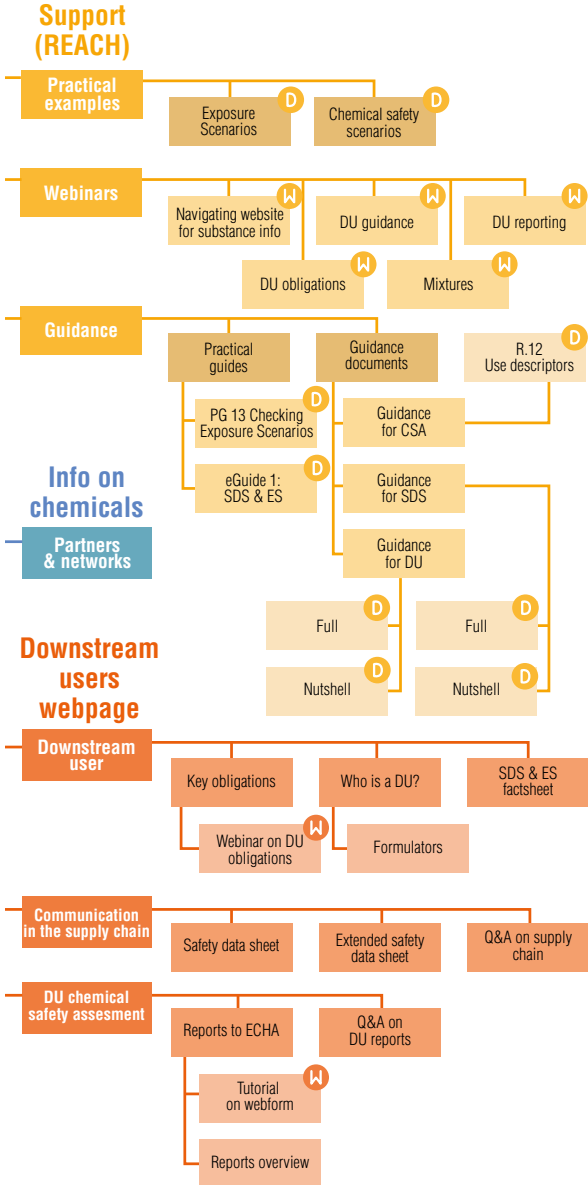 Support
(REACH)
Practical
examples
D
D
Exposure
Scenarios
Chemical safety
scenarios
Webinars
W
W
W
Navigating website
for substance info
DU guidance
DU reporting
W
W
DU obligations
Mixtures
Guidance
Practical
guides
Guidance
documents
D
R.12
Use descriptors
D
PG 13 Checking
Exposure Scenarios
Guidance
for CSA
D
eGuide 1:
SDS & ES
Guidance
for SDS
Info on
chemicals
Partners
& networks
Guidance
for DU
D
D
Full
Full
D
D
Nutshell
Nutshell
Downstream
users
webpage
Downstream
user
Key obligations
Who is a DU?
SDS & ES
factsheet
W
Webinar on DU
obligations
Formulators
Communication
in the supply chain
Safety data sheet
Extended safety
data sheet
Q&A on supply
chain
DU chemical
safety assesment
Reports to ECHA
Q&A on
DU reports
W
Tutorial
on webform
Reports overview